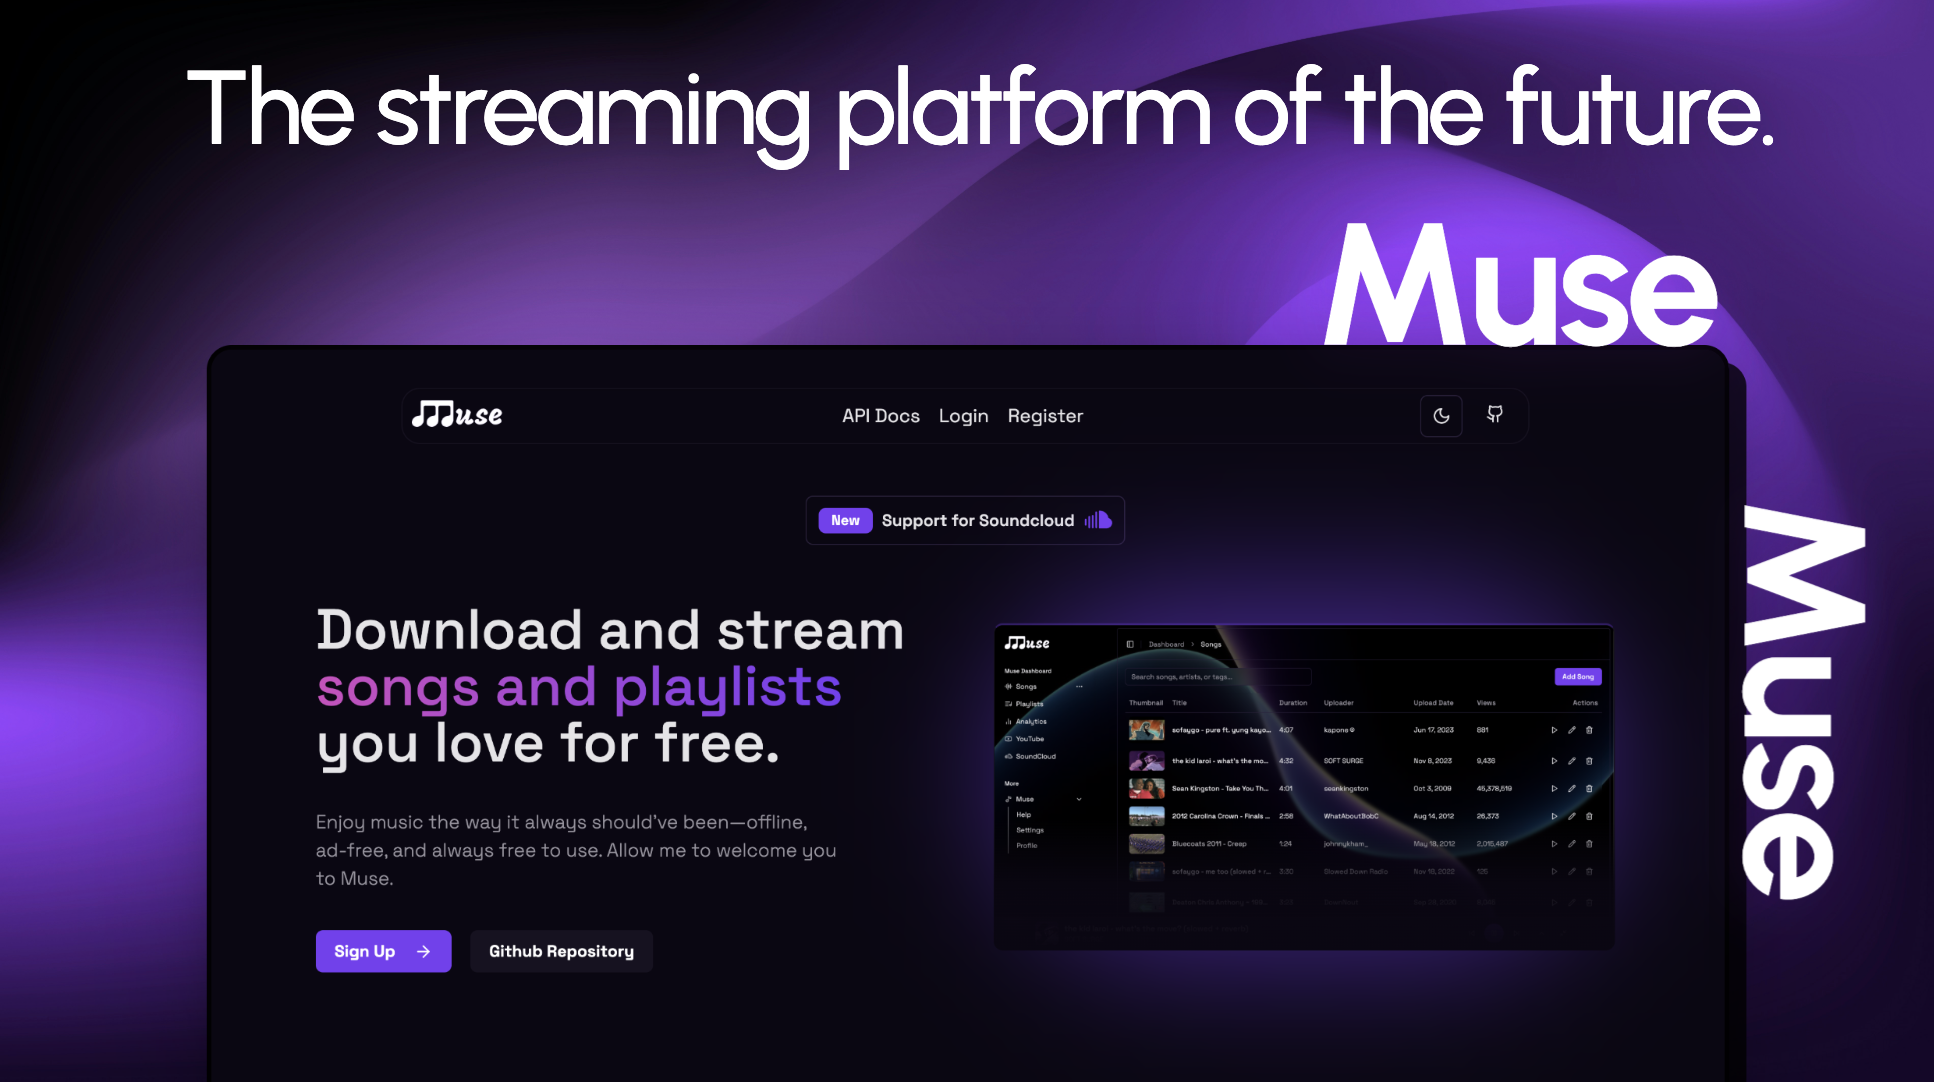 The streaming platform of the future.
Muse
Muse
Muse
API Docs Login Register
New Support for Soundcloud
Download and stream
songs and playlists
you love for free.
Enjoy music the way it always should've been—offline,
ad-free, and always free to use. Allow me to welcome you
to Muse.
Sign Up Github Repository
Muse
Muse Dashboard
Songs
Playlists
Analytics
YouTube
SoundCloud
More
Muse
Help
Settings
Profile
Dashboard > Songs
Search songs, artists, or tags...
Add Song
Thumbnail Title Duration Uploader Upload Date Views Actions
sofaygo - pure ft. yung kayo... 4:07 kapone Jun 17, 2023 881
the kid laroi - what's the mo... 4:32 SOFT SURGE Nov 8, 2023 9,436
Sean Kingston - Take You Th... 4:01 seankingston Oct 3, 2009 45,378,519
2012 Carolina Crown - Finals ... 2:58 WhatAboutBobC Aug 14, 2012 26,373
Bluecoats 2011 - Creep 1:24 johnnykham_ May 18, 2012 2,015,487
sofaygo - me too (slowed + r... 3:30 Slowed Down Radio Nov 16, 2022